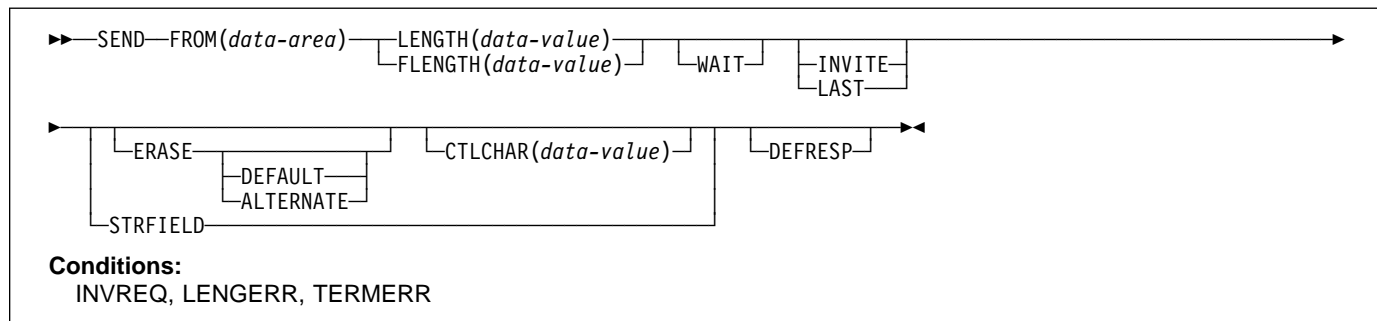 SEND FROM(data-area) LENGTH(data-value)
FLENGTH(data-value) WAIT INVITE
LAST
ERASE CTLCHAR(data-value) DEFRESP
DEFAULT
ALTERNATE
STRFIELD
Conditions:
INVREQ, LENGERR, TERMERR